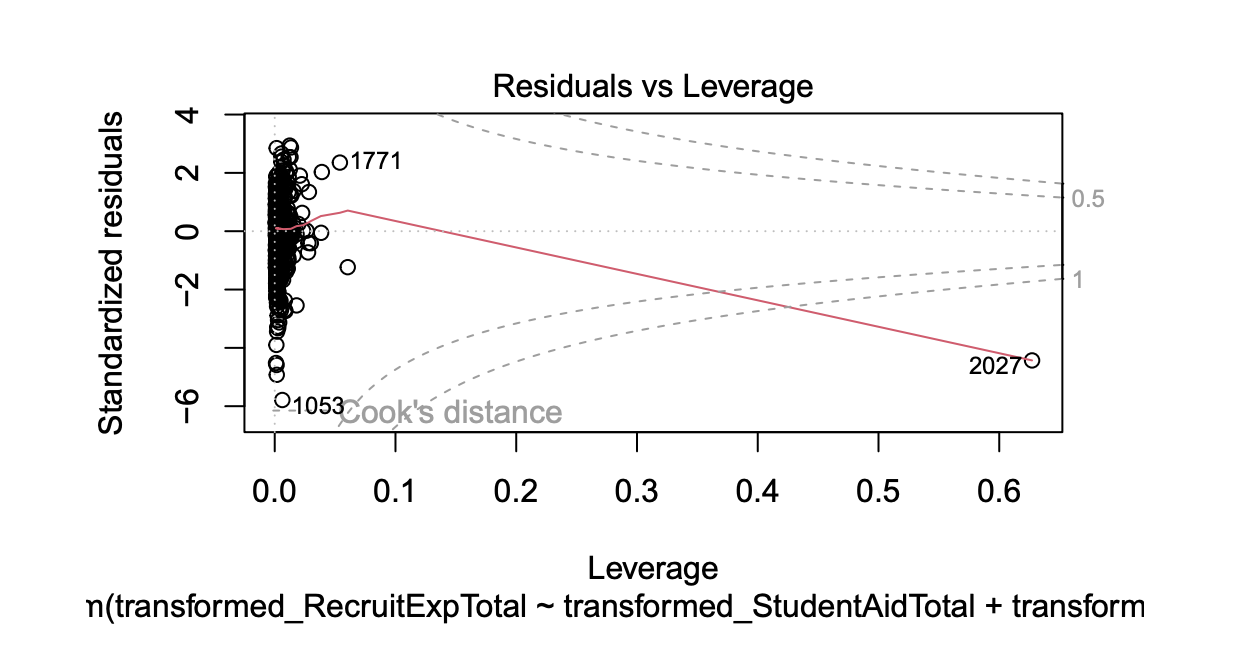 Residuals vs Leverage
Standardized residuals
4
2
0
−2
−6
1771
0.5
1
2027
1053
Cook's distance
0.0 0.1 0.2 0.3 0.4 0.5 0.6
Leverage
m(transformed_RecruitExpTotal ~ transformed_StudentAidTotal + transform